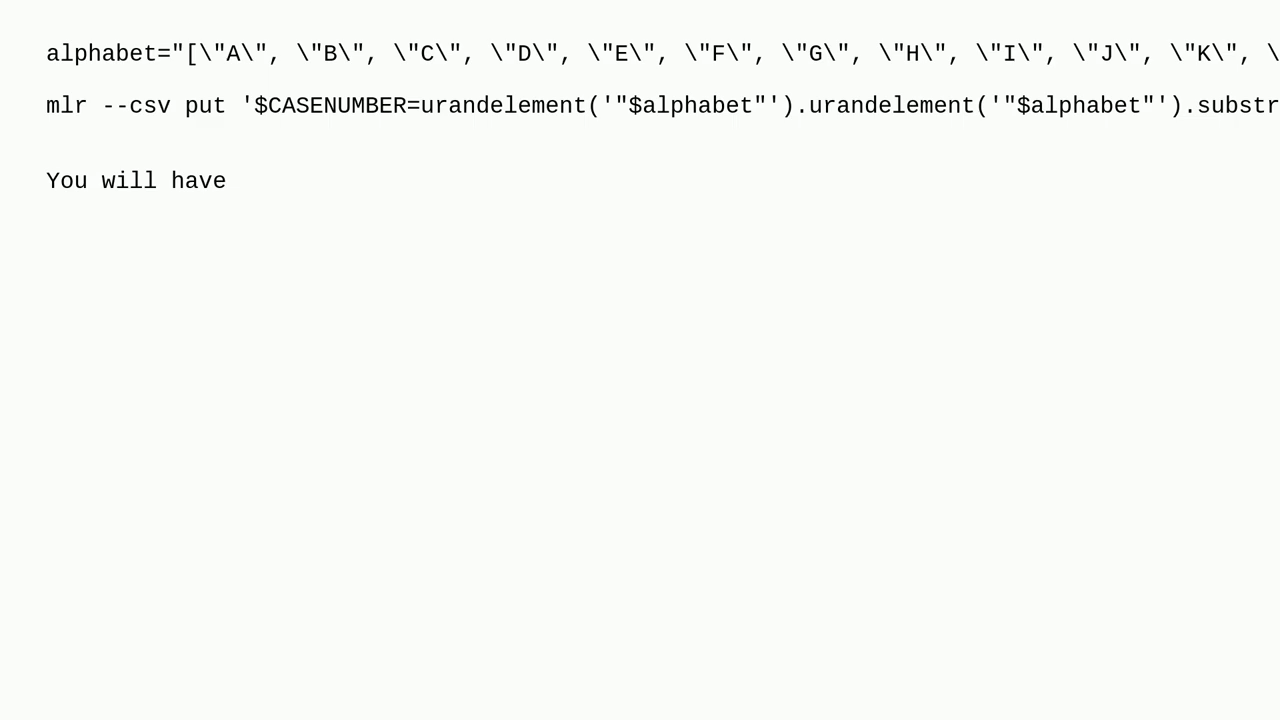 alphabet="[\"A\", \"B\", \"C\", \"D\", \"E\", \"F\", \"G\", \"H\", \"I\", \"J\", \"K\", \
mlr --csv put '$CASENUMBER=urandelement('"$alphabet"').urandelement('"$alphabet"').substr
You will have